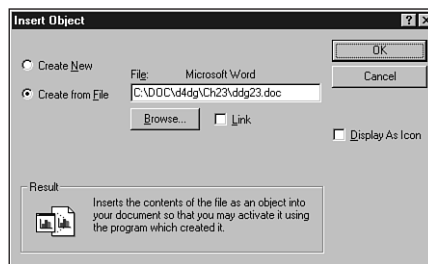 Insert Object
? ×
Create New
File: Microsoft Word
OK
Create from File
C:\DOC\d4dg\Ch23\ddg23.doc
Cancel
Browse...
Link
Display As Icon
Result
Inserts the contents of the file as an object into
your document so that you may activate it using
the program which created it.